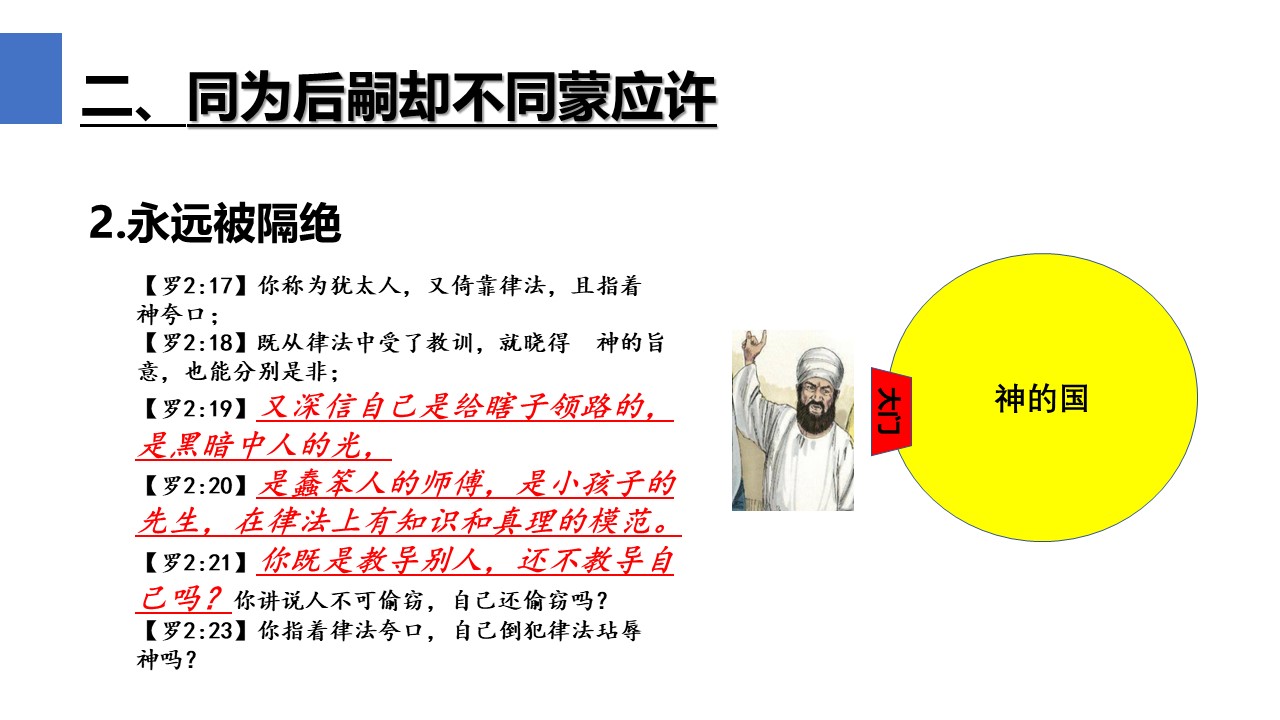 二、同为后嗣却不同蒙应许
2.永远被隔绝
【罗2:17】你称为犹太人，又倚靠律法，且指着
神夸口；
【罗2:18】既从律法中受了教训，就晓得　神的旨
意，也能分别是非；
【罗2:19】又深信自己是给瞎子领路的，
是黑暗中人的光，
【罗2:20】是蠢笨人的师傅，是小孩子的
先生，在律法上有知识和真理的模范。
【罗2:21】你既是教导别人，还不教导自
己吗？你讲说人不可偷窃，自己还偷窃吗？
【罗2:23】你指着律法夸口，自己倒犯律法玷辱
神吗？
大门
神的国